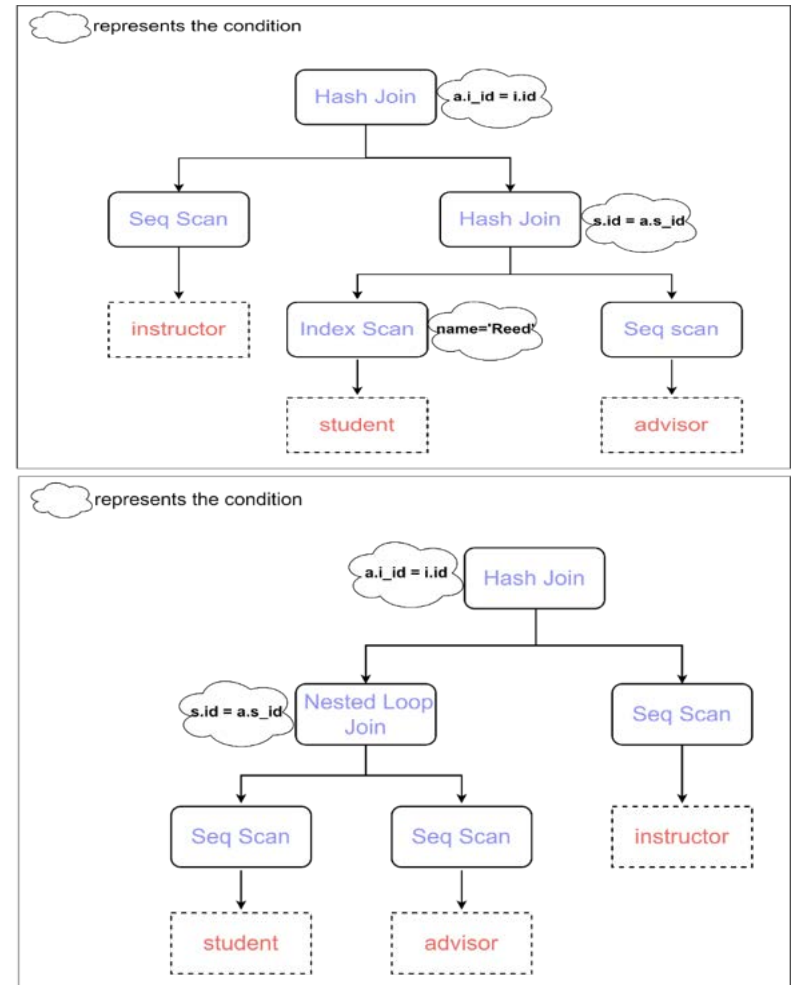 represents the condition
Hash Join
a.i_id = i.id
Seq Scan
Hash Join
s.id = a.s_id
instructor
Index Scan
name='Reed'
Seq scan
student
advisor
represents the condition
a.i_id = i.id
Hash Join
s.id = a.s_id
Nested Loop
Join
Seq Scan
Seq Scan
Seq Scan
instructor
student
advisor